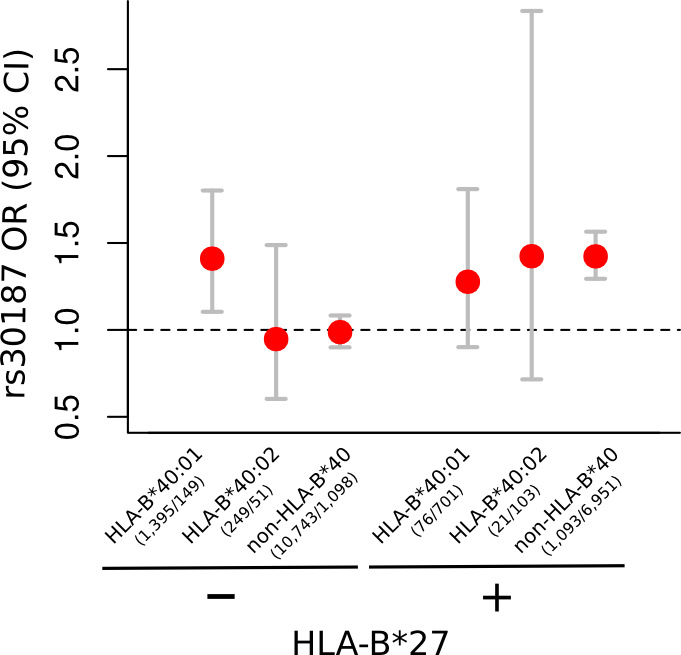 rs30187 OR (95% CI)
2.5
2.0
1.5
1.0
0.5
HLA-B*40:01
(1,395/149)
HLA-B*40:02
(249/51)
non-HLA-B*40
(10,743/1,098)
HLA-B*40:01
(76/701)
HLA-B*40:02
(21/103)
non-HLA-B*40
(1,093/6,951)
− +
HLA-B*27